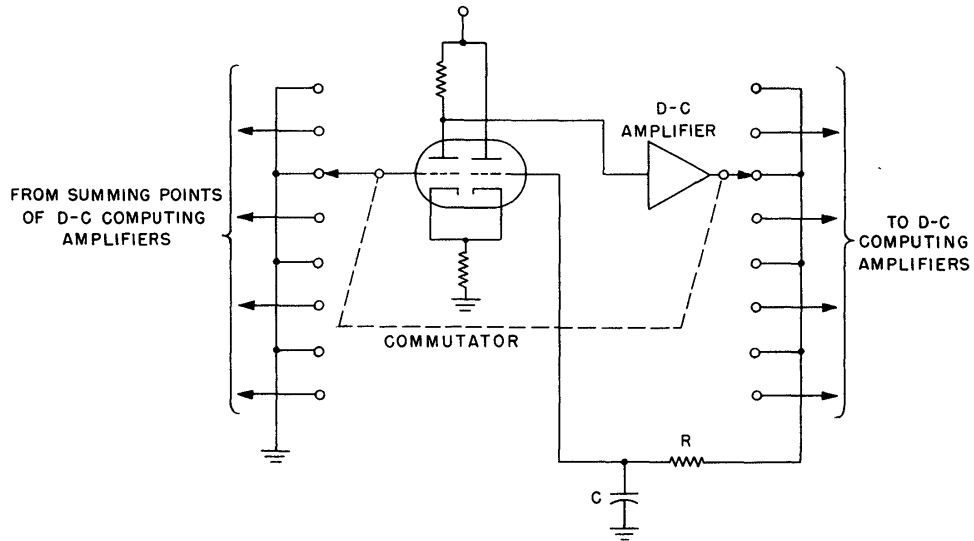 D-C
AMPLIFIER
FROM SUMMING POINTS
OF D-C COMPUTING
AMPLIFIERS
TO D-C
COMPUTING
AMPLIFIERS
COMMUTATOR
R
C